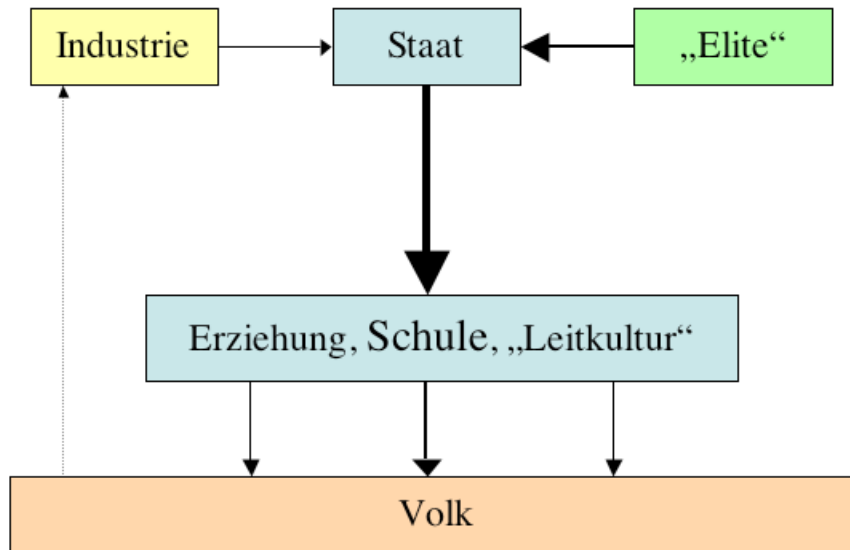 Industrie
Staat
„Elite“
Erziehung, Schule, „Leitkultur“
Volk